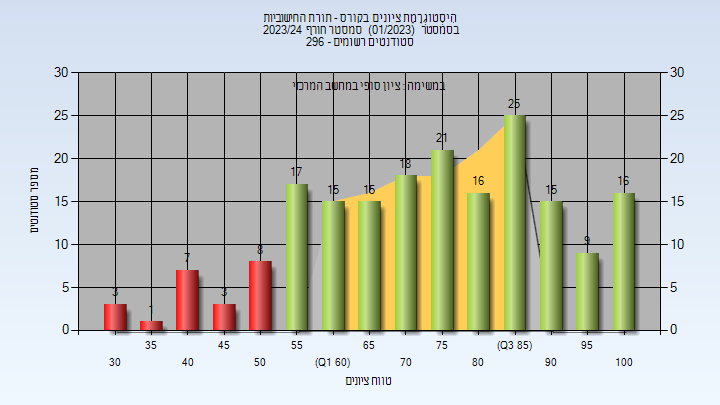 היסטוגרמת ציונים בקורס - תורת החישוביות
בסמסטר (01/2023) סמסטר חורף 2023/24
סטודנטים רשומים - 296
במשימה : ציון סופי במחשב המרכזי
מספר סטודנטים
30 25 20 15 10 5 0
30 25 20 15 10 5 0
3 1 7 3 8 17 15 15 18 21 16 25 15 9 16
35 45 55 65 75 (Q3 85) 95
30 40 50 (Q1 60) 70 80 90 100
טווח ציונים